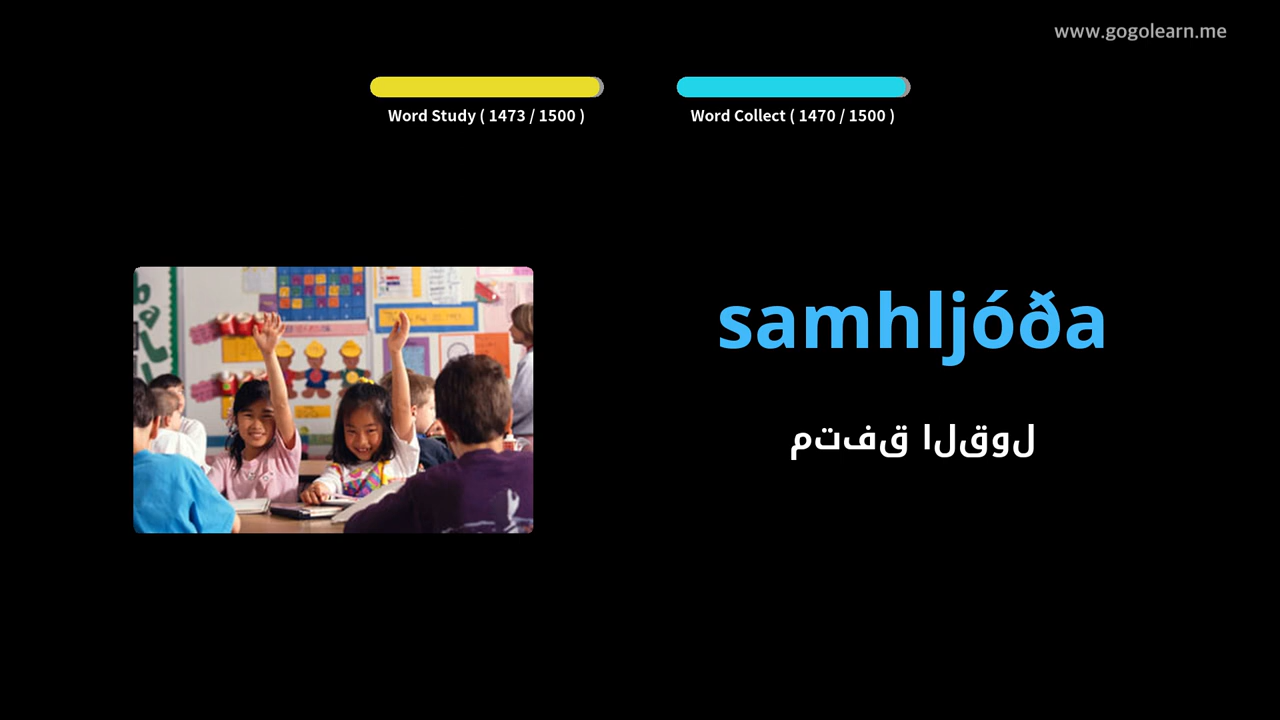 www.gogolearn.me
Word Study ( 1473 / 1500 )
Word Collect ( 1470 / 1500 )
samhljóða
متفق القول